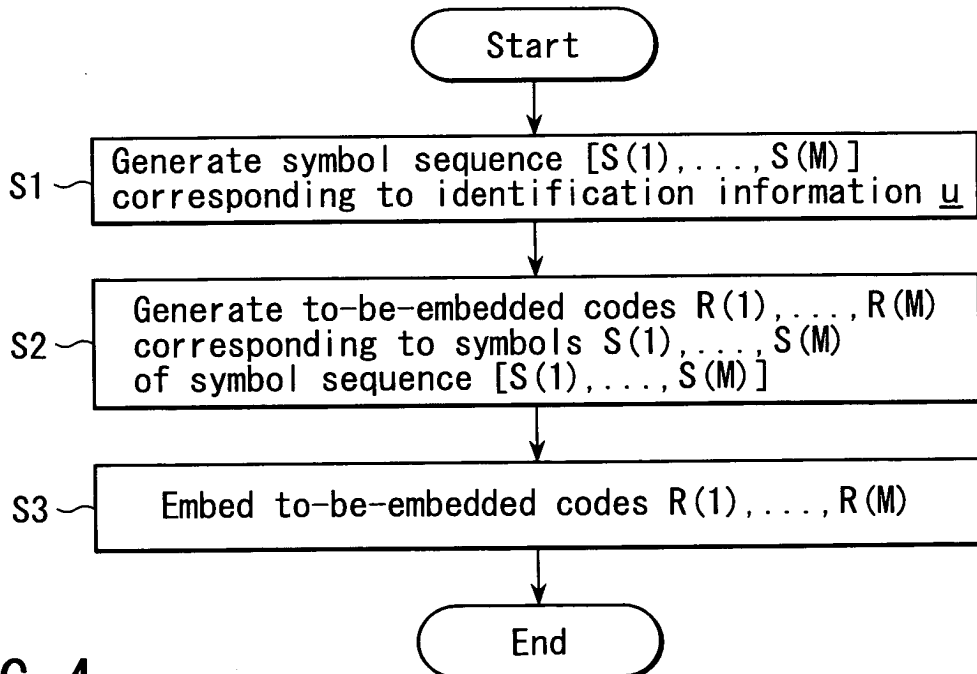 Start
S1
Generate symbol sequence [S(1),...,S(M)]
corresponding to identification information u
S2
Generate to-be-embedded codes R(1),...,R(M)
corresponding to symbols S(1),...,S(M)
of symbol sequence [S(1),...,S(M)]
S3
Embed to-be-embedded codes R(1),...,R(M)
End